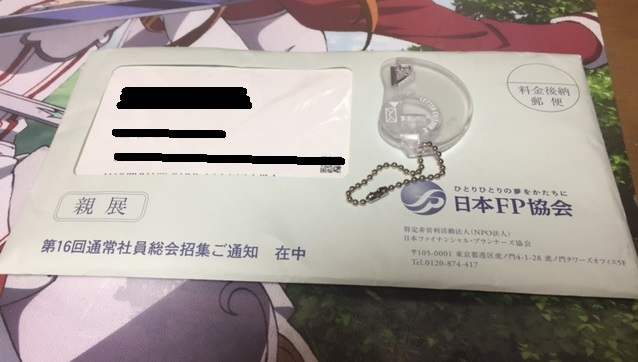 料金後納
郵便
親展
第16回通常社員総会招集ご通知 在中
ひとりひとりの夢をかたちに
日本FP協会
特定非営利活動法人(NPO法人)
日本ファイナンシャル・プランナーズ協会
〒105-0001 東京都港区虎ノ門4-1-28 虎ノ門タワーズオフィス5F
Tel.0120-874-417